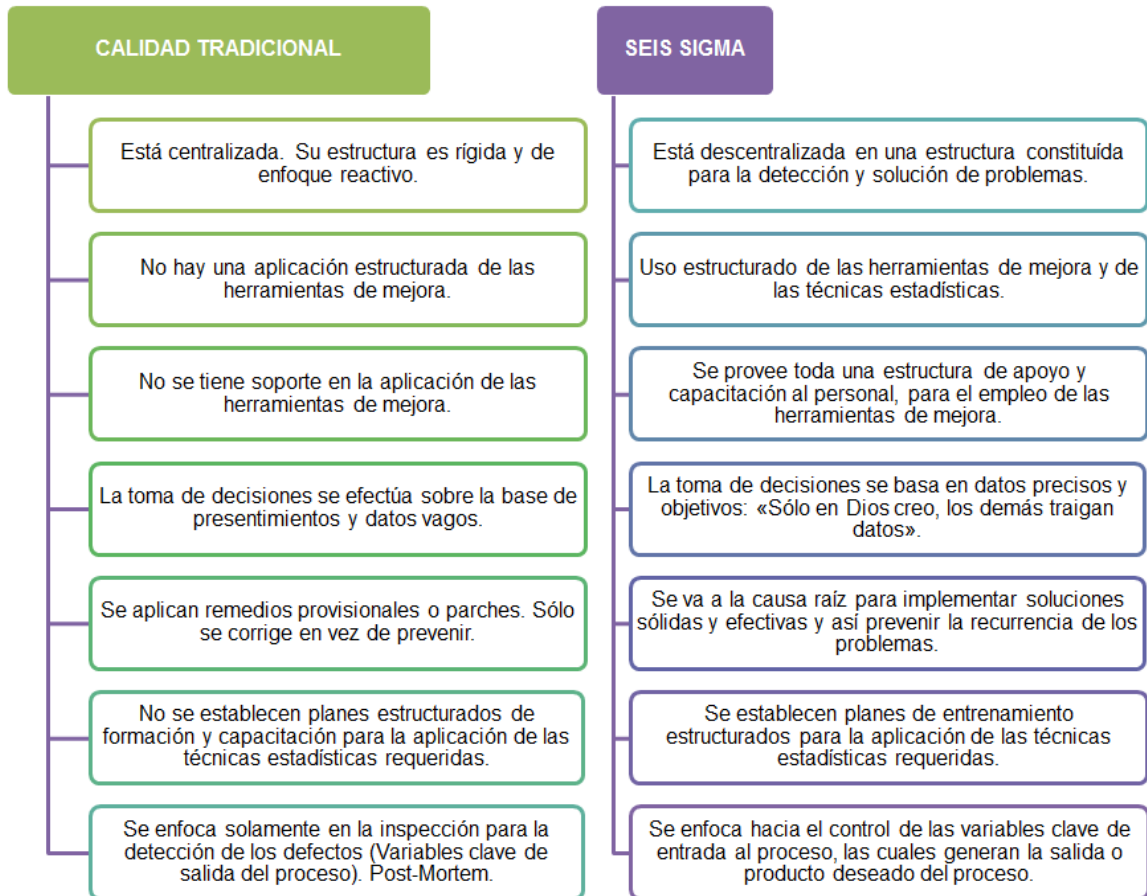 CALIDAD TRADICIONAL
Está centralizada. Su estructura es rígida y de
enfoque reactivo.
No hay una aplicación estructurada de las
herramientas de mejora.
No se tiene soporte en la aplicación de las
herramientas de mejora.
La toma de decisiones se efectúa sobre la base de
presentimientos y datos vagos.
Se aplican remedios provisionales o parches. Sólo
se corrige en vez de prevenir.
No se establecen planes estructurados de
formación y capacitación para la aplicación de las
técnicas estadísticas requeridas.
Se enfoca solamente en la inspección para la
detección de los defectos (Variables clave de
salida del proceso). Post-Mortem.
SEIS SIGMA
Está descentralizada en una estructura constituída
para la detección y solución de problemas.
Uso estructurado de las herramientas de mejora y de
las técnicas estadísticas.
Se provee toda una estructura de apoyo y
capacitación al personal, para el empleo de las
herramientas de mejora.
La toma de decisiones se basa en datos precisos y
objetivos: «Sólo en Dios creo, los demás traigan
datos».
Se va a la causa raíz para implementar soluciones
sólidas y efectivas y así prevenir la recurrencia de los
problemas.
Se establecen planes de entrenamiento
estructurados para la aplicación de las técnicas
estadísticas requeridas.
Se enfoca hacia el control de las variables clave de
entrada al proceso, las cuales generan la salida o
producto deseado del proceso.